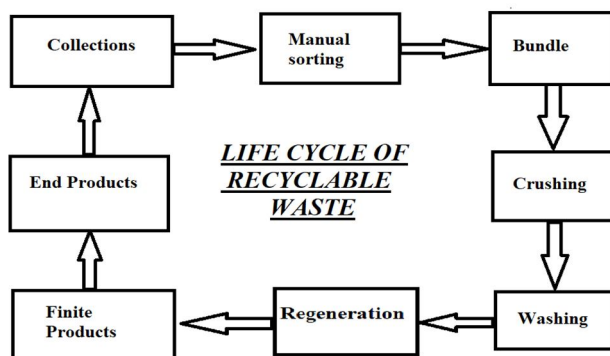 Collections
Manual
sorting
Bundle
LIFE CYCLE OF
RECYCLABLE
WASTE
End Products
Crushing
Finite
Products
Regeneration
Washing